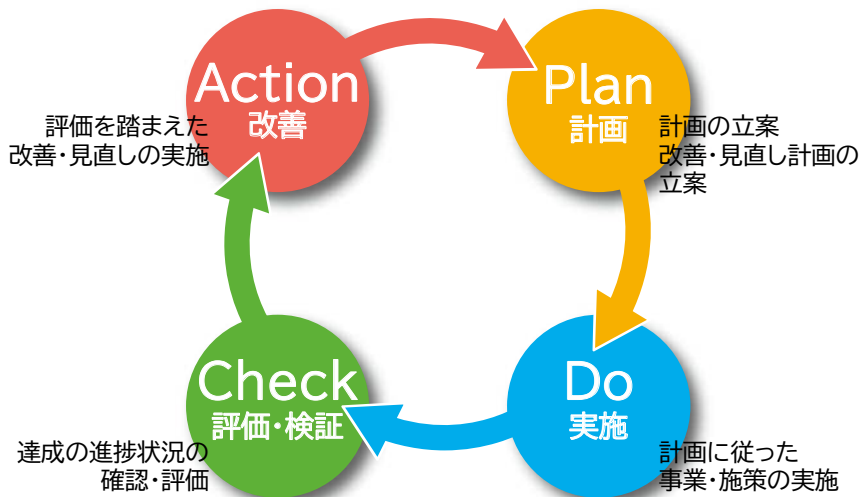 Action
改善
評価を踏まえた
改善・見直しの実施
Plan
計画
計画の立案
改善・見直し計画の
立案
Do
実施
計画に従った
事業・施策の実施
Check
評価・検証
達成の進捗状況の
確認・評価